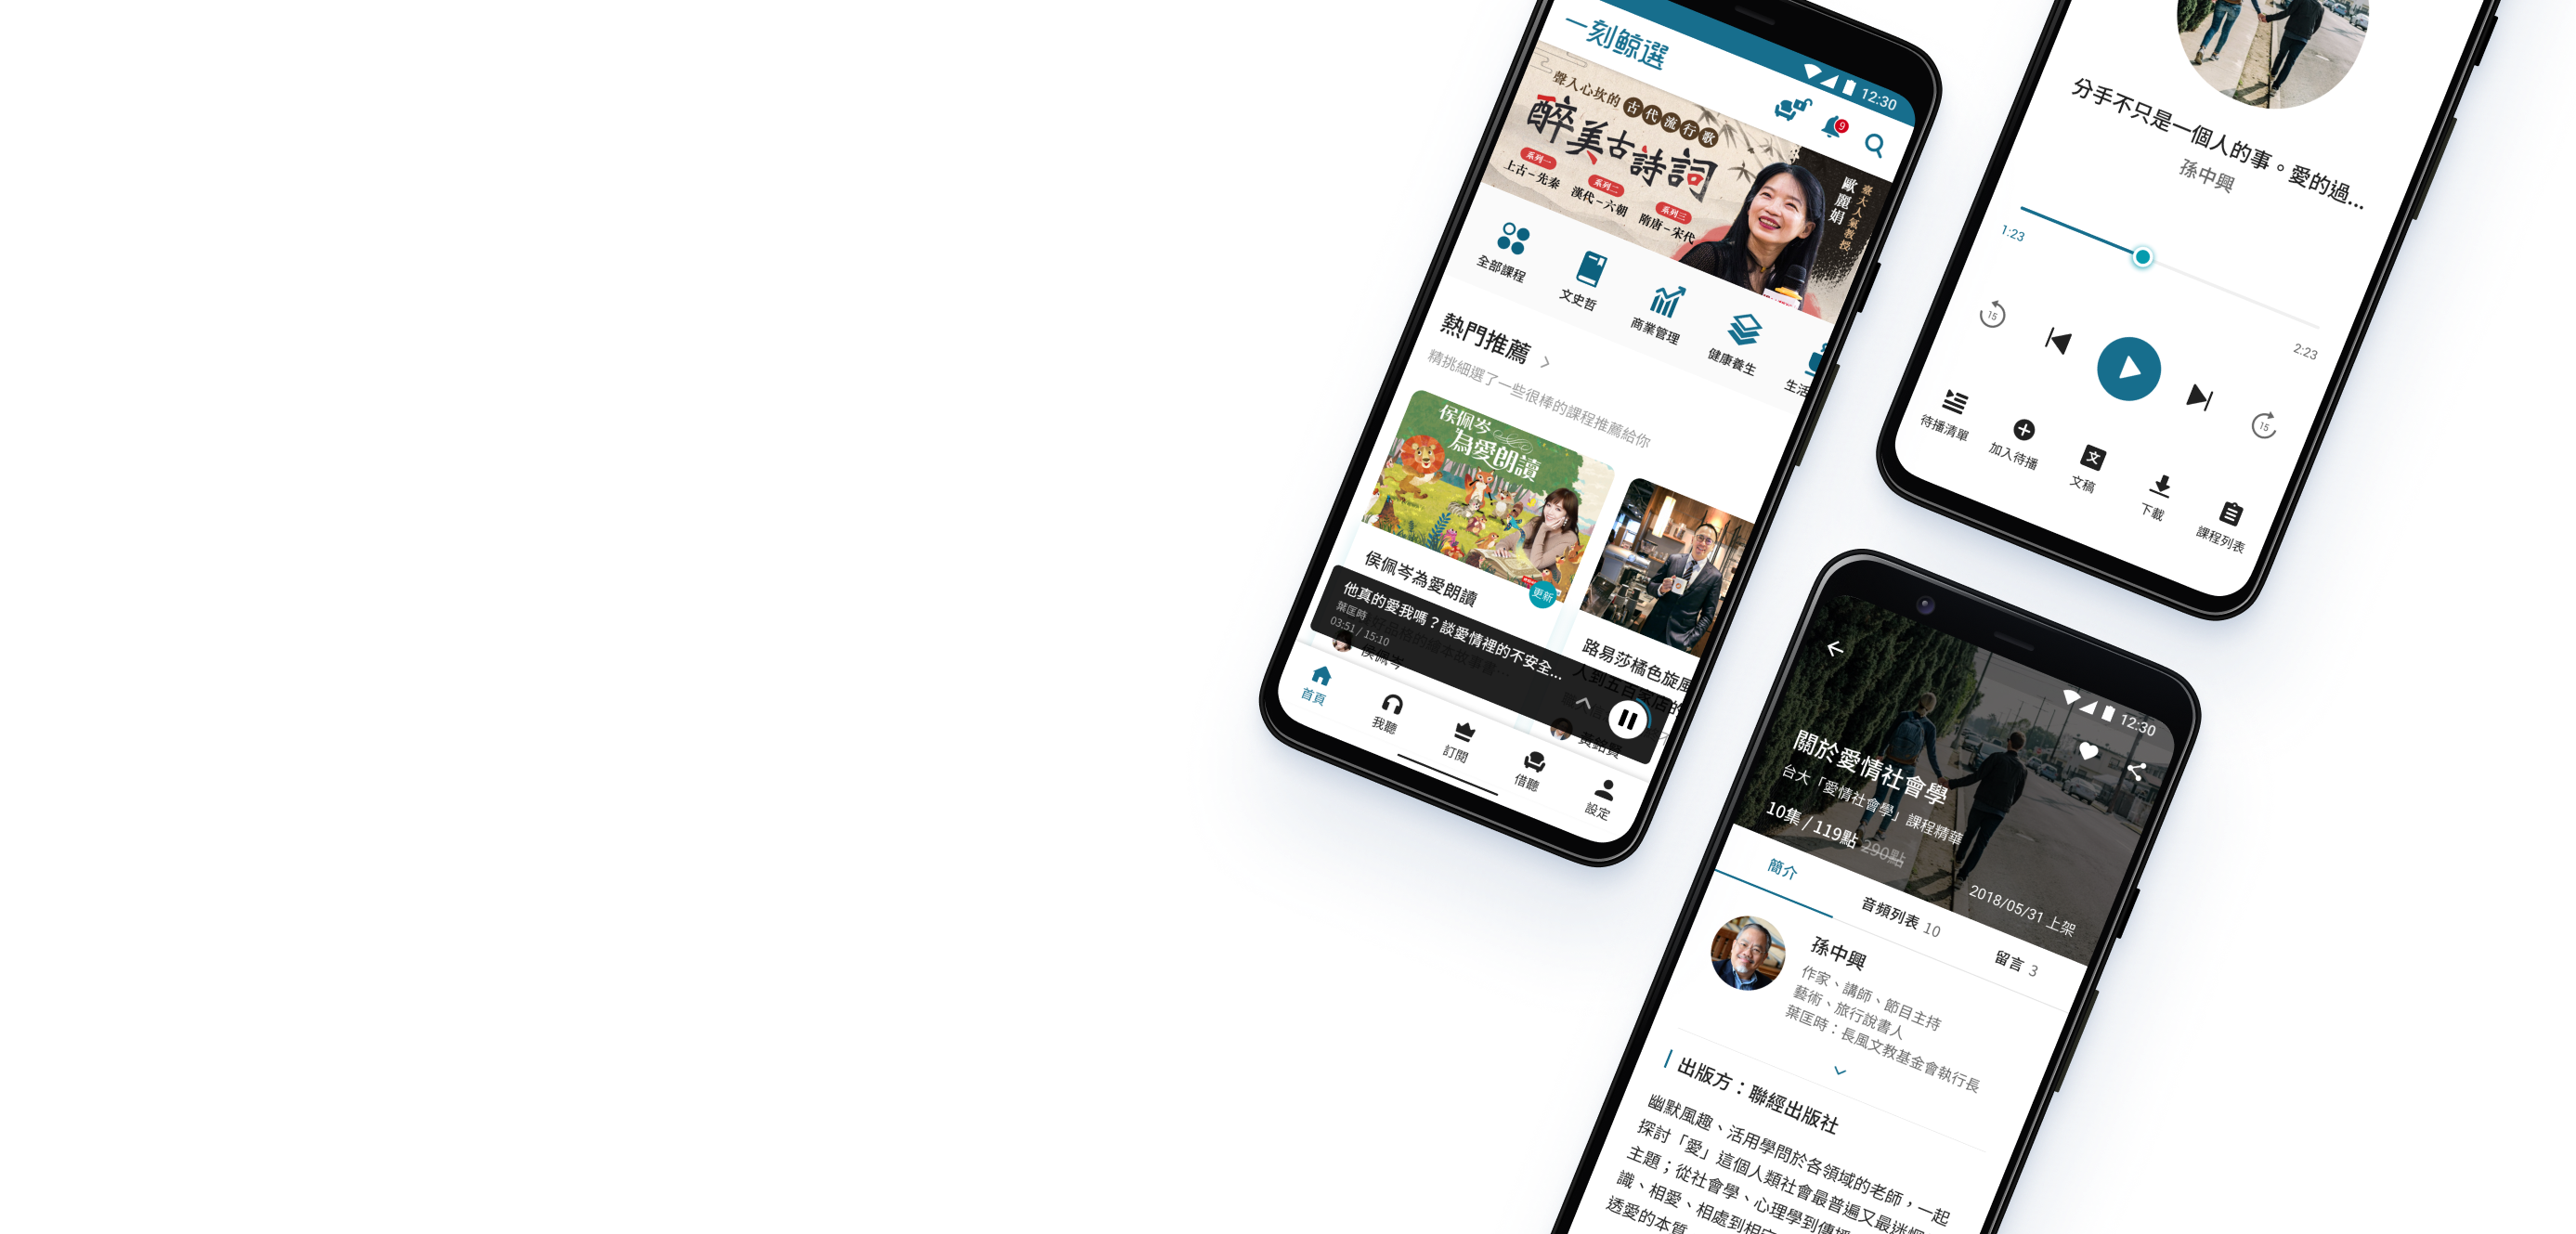 一刻鯨選
12:30
9
聲入心坎的古代流行歌
醉美古詩詞
系列一
上古-先秦
系列二
漢代-六朝
系列三
隋唐-宋代
臺大人氣教授
歐麗娟
全部課程
文史哲
商業管理
健康養生
生活
熱門推薦
精挑細選了一些很棒的課程推薦給你
侯佩岑
為愛朗讀
更新
侯佩岑為愛朗讀
路易莎橘色旋風
人到五百家店的
侯佩岑
黃銘賢
他真的愛我嗎？談愛情裡的不安全...
葉匡時
03:51 / 15:10
首頁
我聽
訂閱
借聽
設定
分手不只是一個人的事。愛的過...
孫中興
1:23
2:23
15
15
待播清單
加入待播
文稿
下載
課程列表
12:30
關於愛情社會學
台大「愛情社會學」課程精華
10集 / 119點 290點
2018/05/31 上架
簡介
音頻列表 10
留言 3
孫中興
作家、講師、節目主持
藝術、旅行說書人
葉匡時：長風文教基金會執行長
出版方：聯經出版社
幽默風趣、活用學問於各領域的老師，一起
探討「愛」這個人類社會最普遍又最迷惘
主題；從社會學、心理學到傳播
識、相愛、相處到相守
透愛的本質